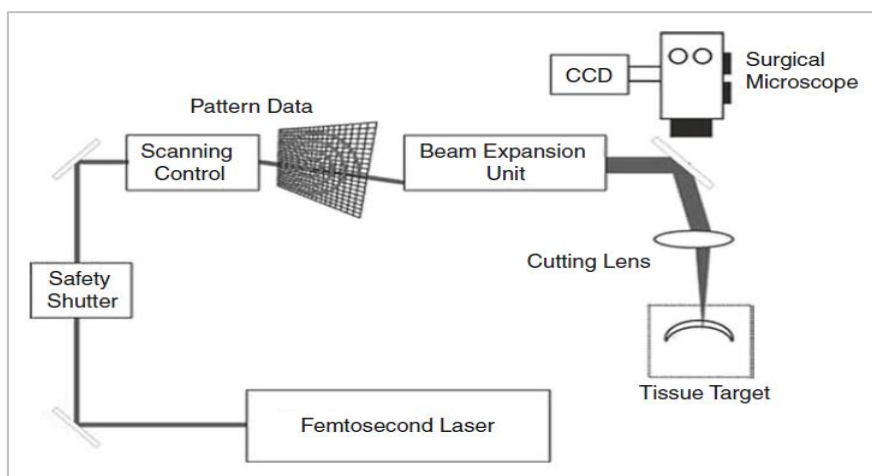 CCD
Surgical
Microscope
Pattern Data
Scanning
Control
Beam Expansion
Unit
Cutting Lens
Safety
Shutter
Tissue Target
Femtosecond Laser